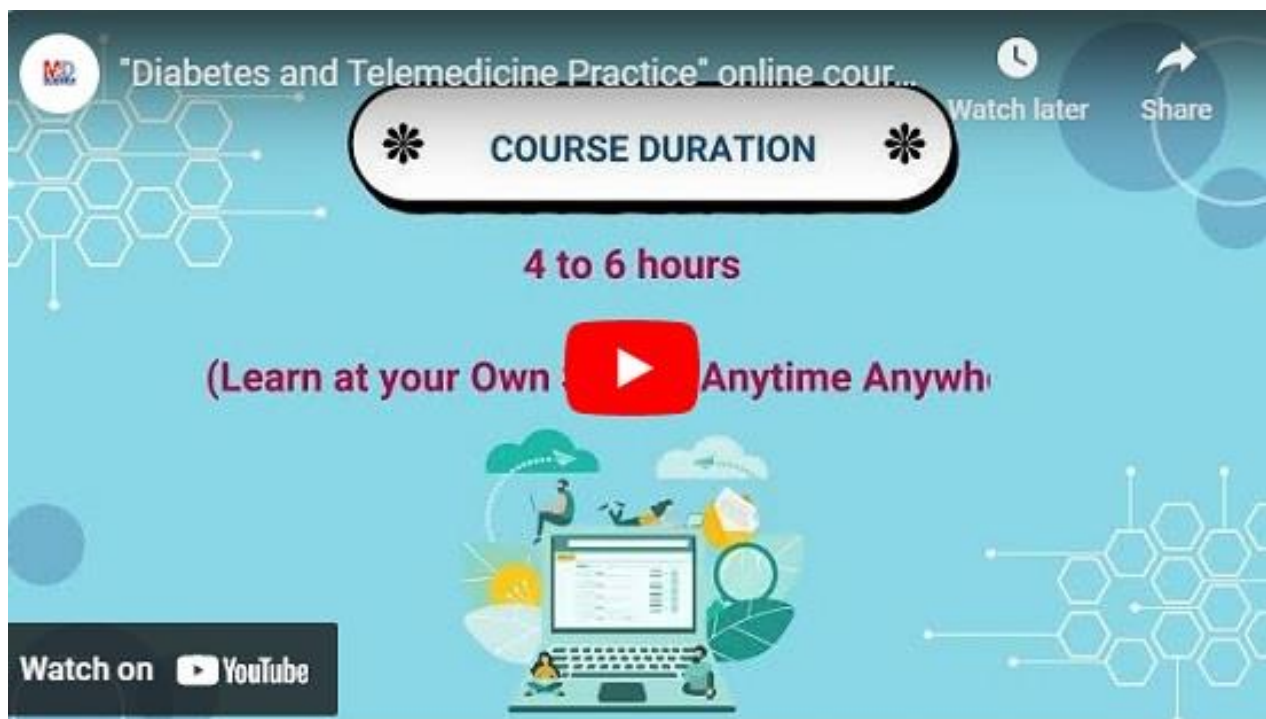 "Diabetes and Telemedicine Practice" online cour...
Watch later
Share
COURSE DURATION
4 to 6 hours
(Learn at your Own Anytime Anywh
Watch on YouTube